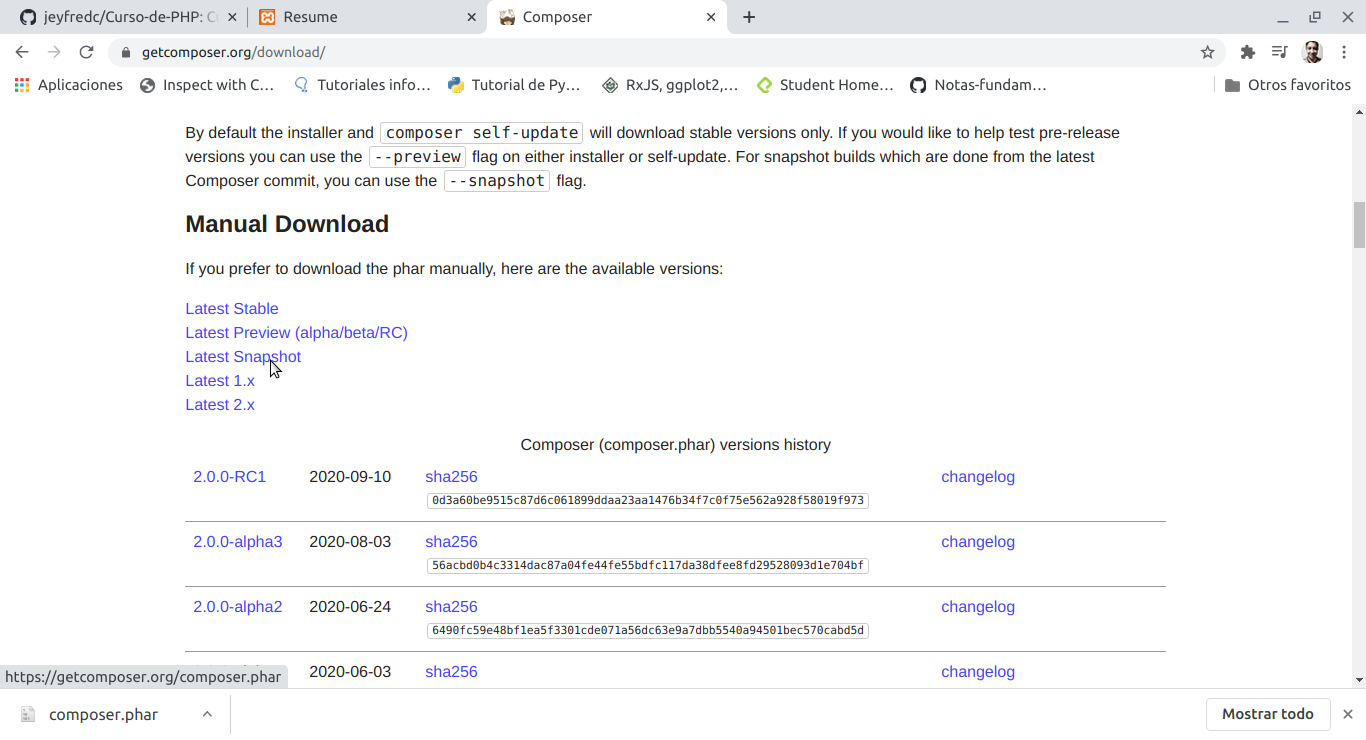 jeyfredc/Curso-de-PHP: C
Resume
Composer
getcomposer.org/download/
Aplicaciones
Inspect with C...
Tutoriales info...
Tutorial de Py...
RxJS, ggplot2,...
Student Home...
Notas-fundam...
Otros favoritos
By default the installer and composer self-update will download stable versions only. If you would like to help test pre-release
versions you can use the --preview flag on either installer or self-update. For snapshot builds which are done from the latest
Composer commit, you can use the --snapshot flag.
Manual Download
If you prefer to download the phar manually, here are the available versions:
Latest Stable
Latest Preview (alpha/beta/RC)
Latest Snapshot
Latest 1.x
Latest 2.x
Composer (composer.phar) versions history
2.0.0-RC1 2020-09-10 sha256 changelog
0d3a60be9515c87d6c061899ddaa23aa1476b34f7c0f75e562a928f58019f973
2.0.0-alpha3 2020-08-03 sha256 changelog
56acbd0b4c3314dac87a04fe44fe55bdfc117da38dfee8fd29528093d1e704bf
2.0.0-alpha2 2020-06-24 sha256 changelog
6490fc59e48bf1ea5f3301cde071a56dc63e9a7dbb5540a94501bec570cabd5d
2020-06-03 sha256 changelog
https://getcomposer.org/composer.phar
composer.phar
Mostrar todo